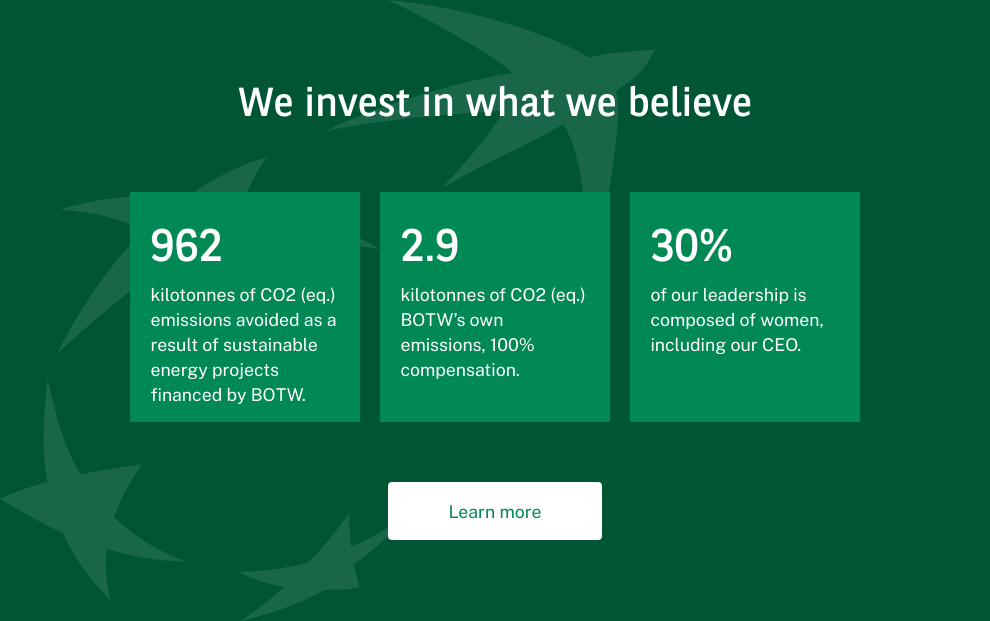 We invest in what we believe
962
kilotonnes of CO2 (eq.)
emissions avoided as a
result of sustainable
energy projects
financed by BOTW.
2.9
kilotonnes of CO2 (eq.)
BOTW’s own
emissions, 100%
compensation.
30%
of our leadership is
composed of women,
including our CEO.
Learn more